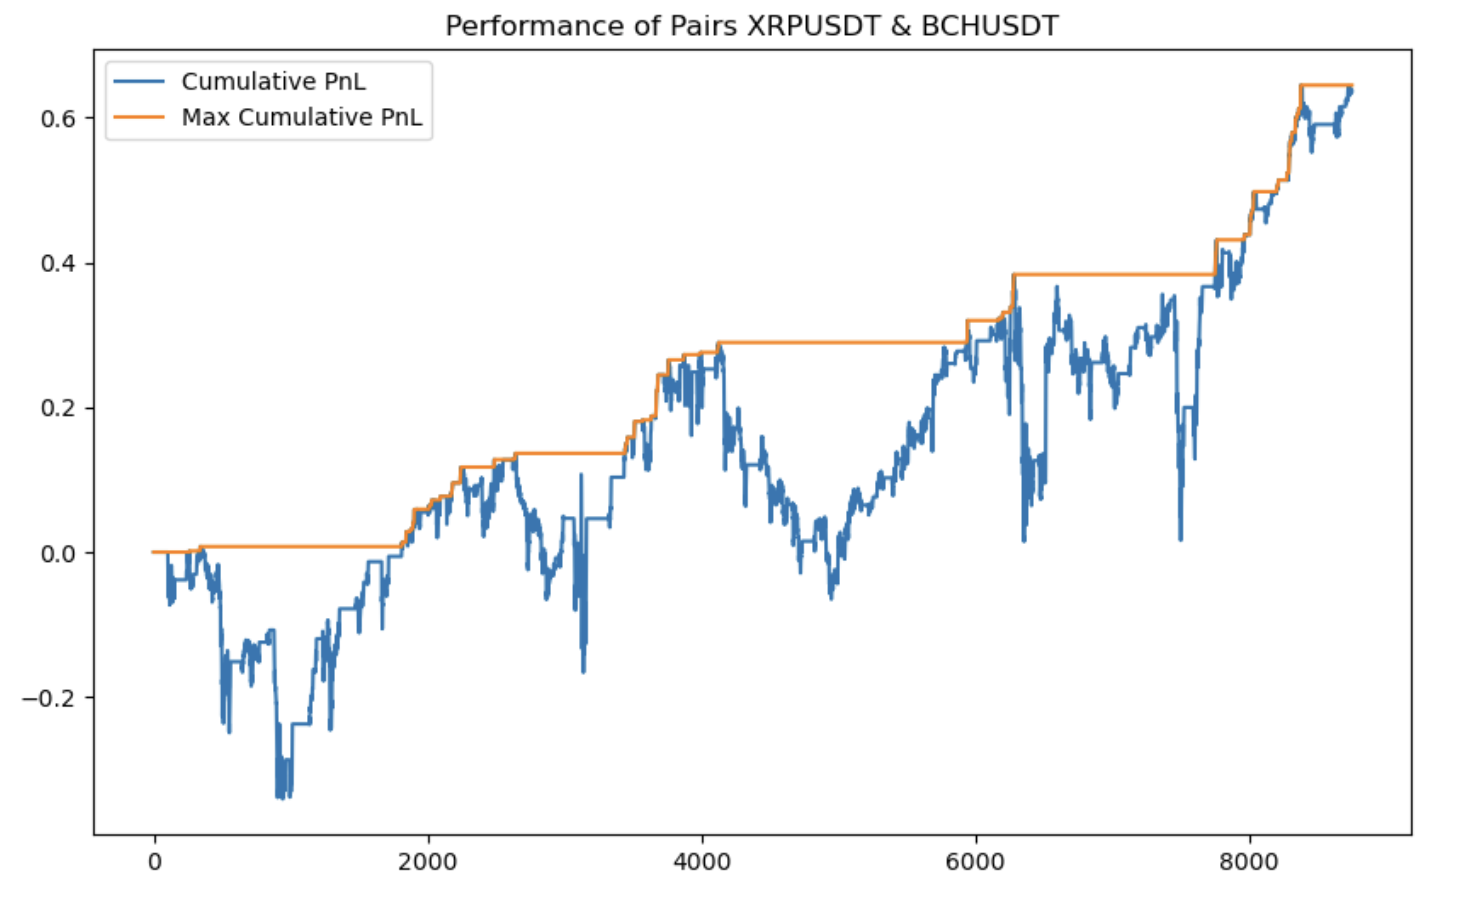 Performance of Pairs XRPUSDT & BCHUSDT
Cumulative PnL
Max Cumulative PnL
0.6
0.4
0.2
0.0
−0.2
0 2000 4000 6000 8000